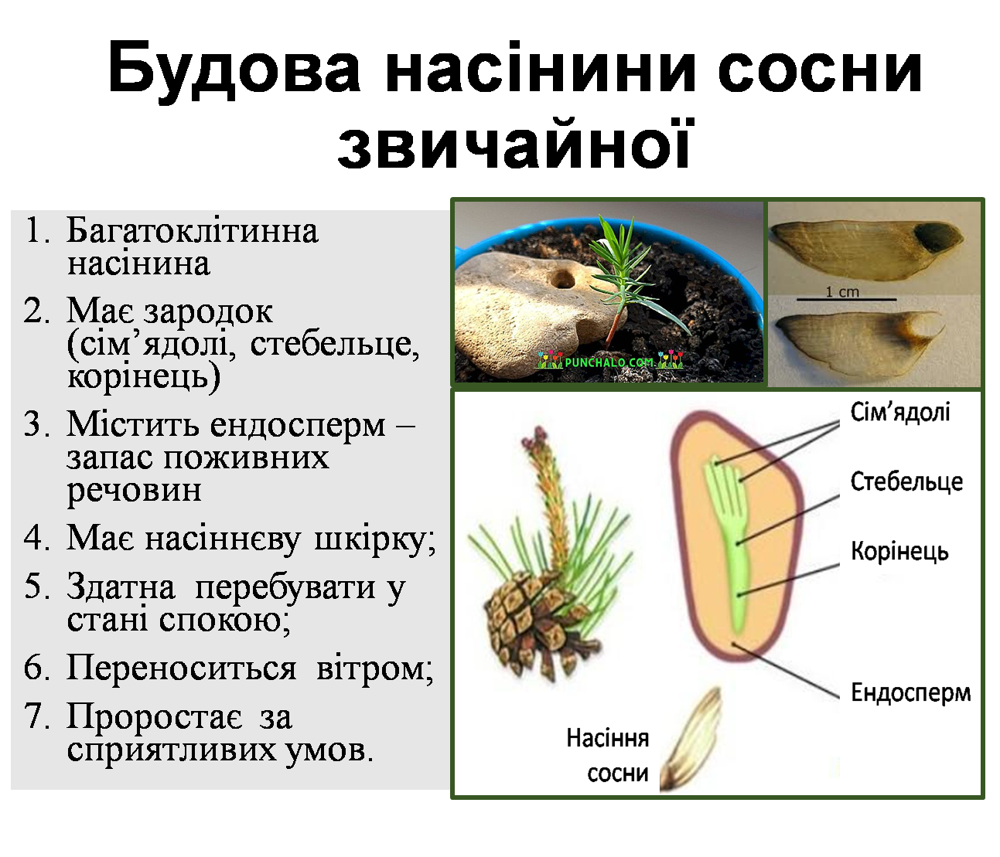 Будова насінини сосни
звичайної
1. Багатоклітинна
насінина
2. Має зародок
(сім’ядолі, стебельце,
корінець)
3. Містить ендосперм –
запас поживних
речовин
4. Має насіннєву шкірку;
5. Здатна перебувати у
стані спокою;
6. Переноситься вітром;
7. Проростає за
сприятливих умов.
PUNCHALO.COM
1 cm
Сім’ядолі
Стебельце
Корінець
Ендосперм
Насіння
сосни